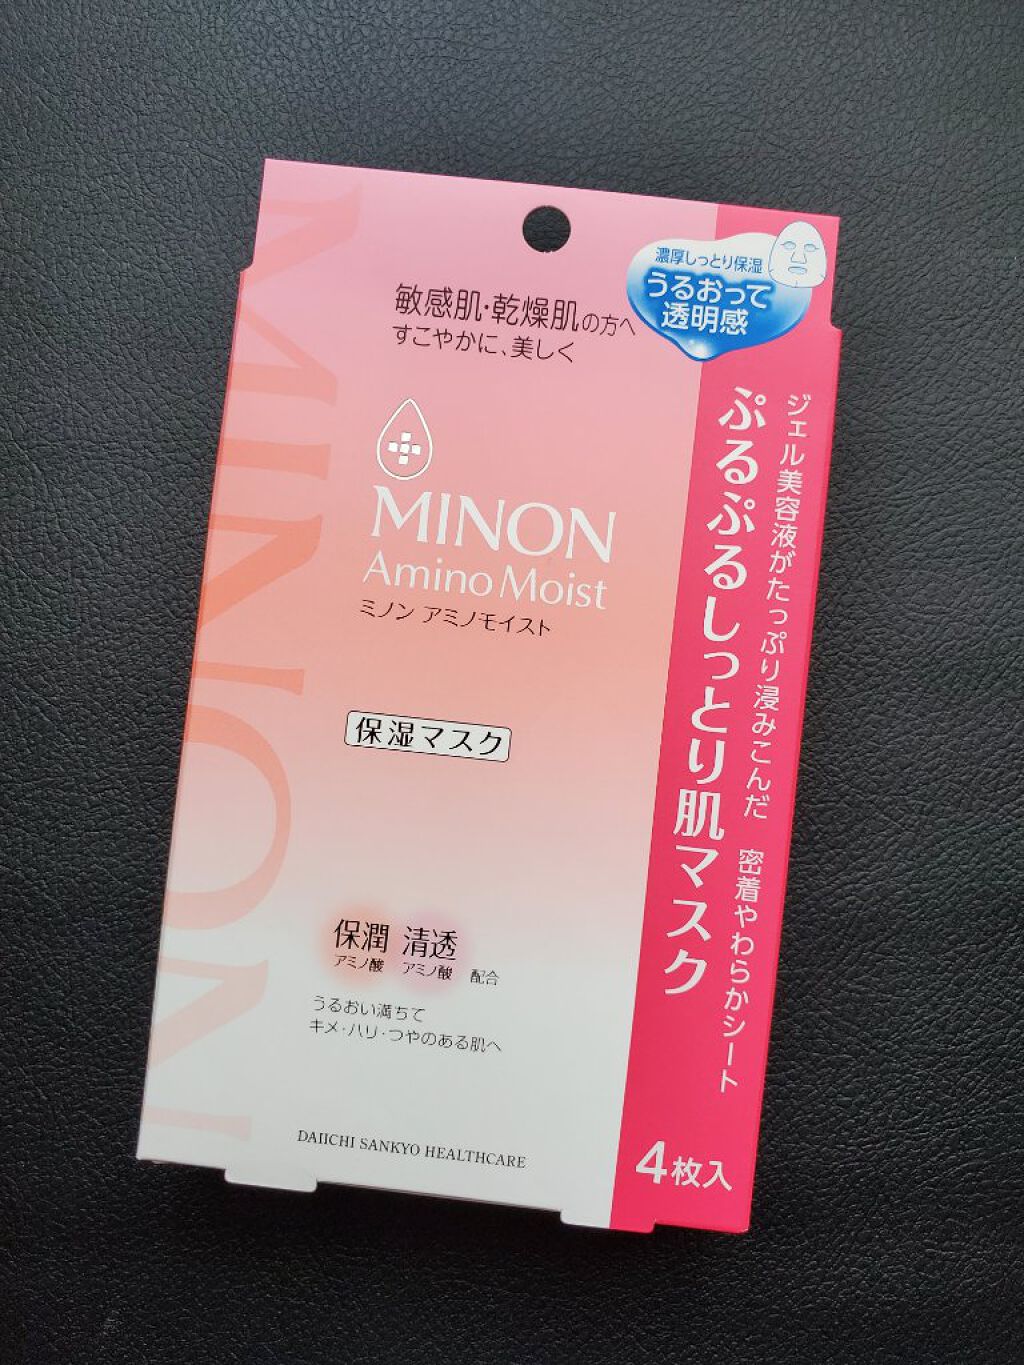 濃厚しっとり保湿
うるおって
透明感
敏感肌・乾燥肌の方へ
すこやかに、美しく
MINON
Amino Moist
ミノン アミノモイスト
保湿マスク
保潤 清透
アミノ酸 アミノ酸 配合
うるおい満ちて
キメ・ハリ・つやのある肌へ
DAIICHI SANKYO HEALTHCARE
MINON
ジェル美容液がたっぷり浸みこんだ 密着やわらかシート
ぷるぷるしっとり肌マスク
4枚入